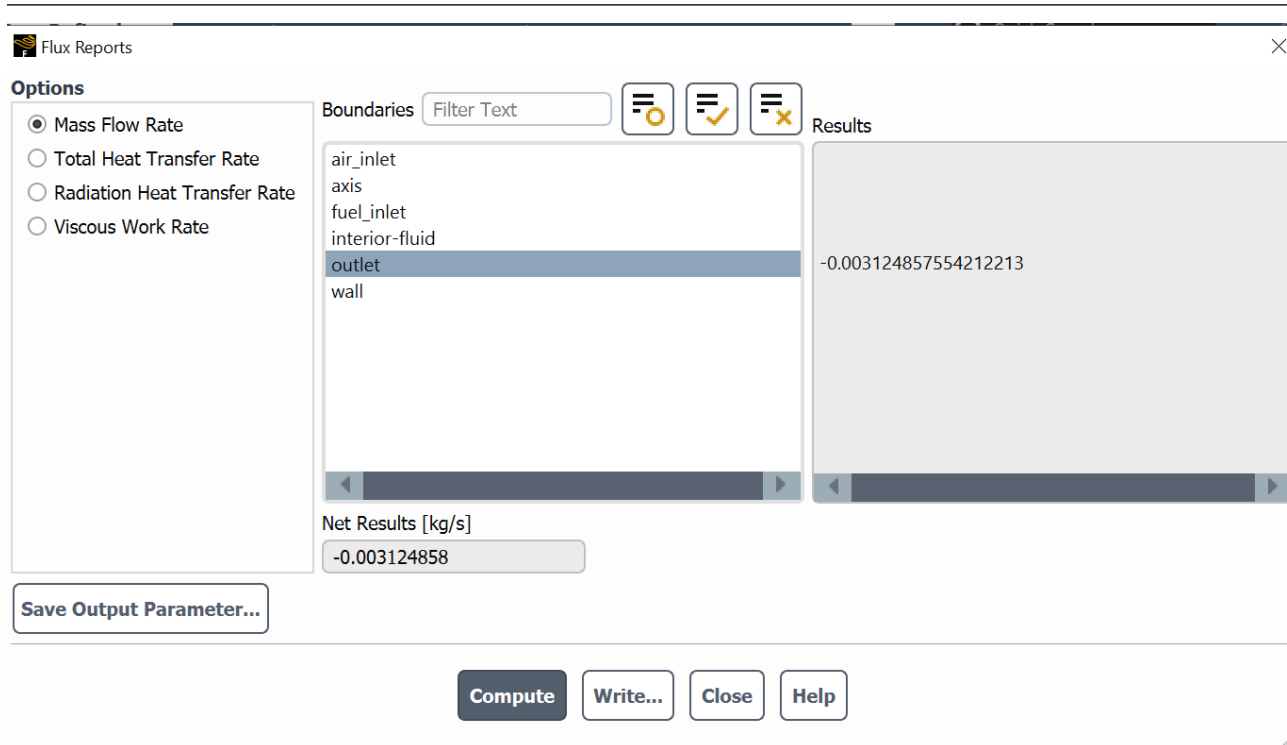 Flux Reports
Options
Mass Flow Rate
Total Heat Transfer Rate
Radiation Heat Transfer Rate
Viscous Work Rate
Boundaries Filter Text
air_inlet
axis
fuel_inlet
interior-fluid
outlet
wall
Results
-0.003124857554212213
Net Results [kg/s]
-0.003124858
Save Output Parameter...
Compute Write... Close Help